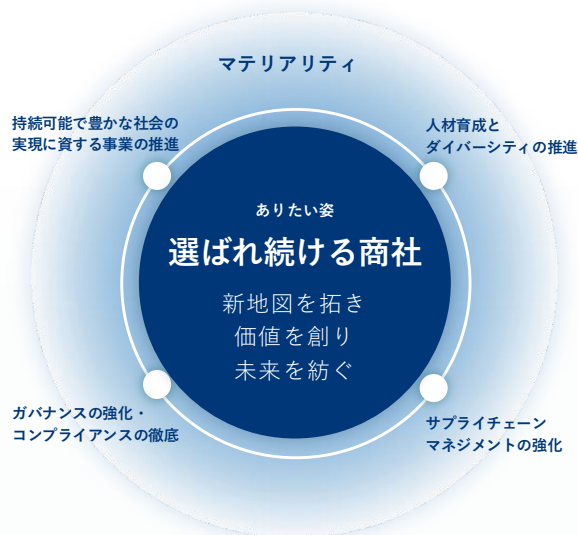 マテリアリティ
持続可能で豊かな社会の
実現に資する事業の推進
人材育成と
ダイバーシティの推進
ありたい姿
選ばれ続ける商社
新地図を拓き
価値を創り
未来を紡ぐ
ガバナンスの強化・
コンプライアンスの徹底
サプライチェーン
マネジメントの強化